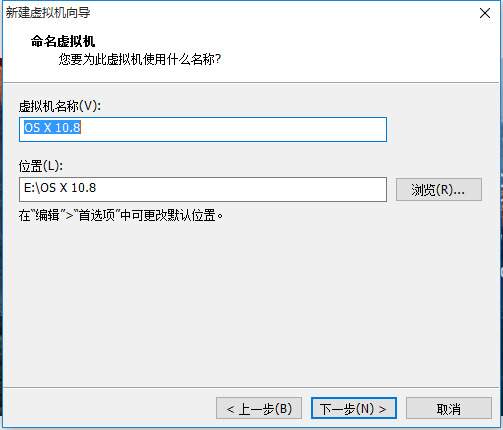 新建虚拟机向导
命名虚拟机
您要为此虚拟机使用什么名称?
虚拟机名称(V):
OS X 10.8
位置(L):
E:\OS X 10.8
浏览(R)...
在“编辑”>“首选项”中可更改默认位置。
< 上一步(B)
下一步(N) >
取消